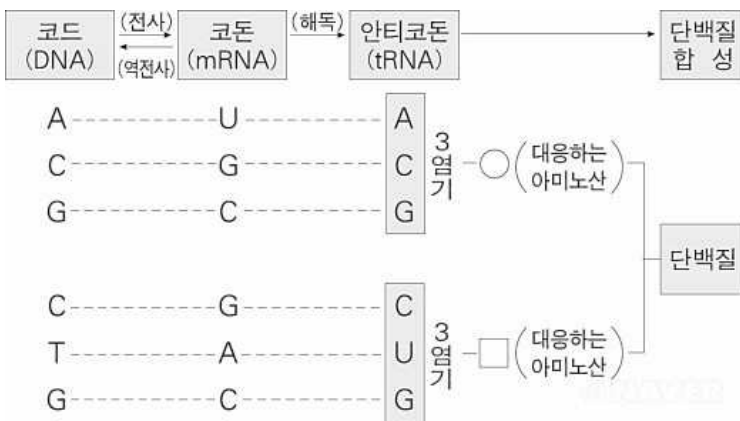 코드 (전사) 코돈 (해독) 안티코돈 단백질
(DNA) (역전사) (mRNA) (tRNA) 합 성
A U A
C G C 3염기 (대응하는 아미노산)
G C G
단백질
C G C
T A U 3염기 (대응하는 아미노산)
G C G
NAVER